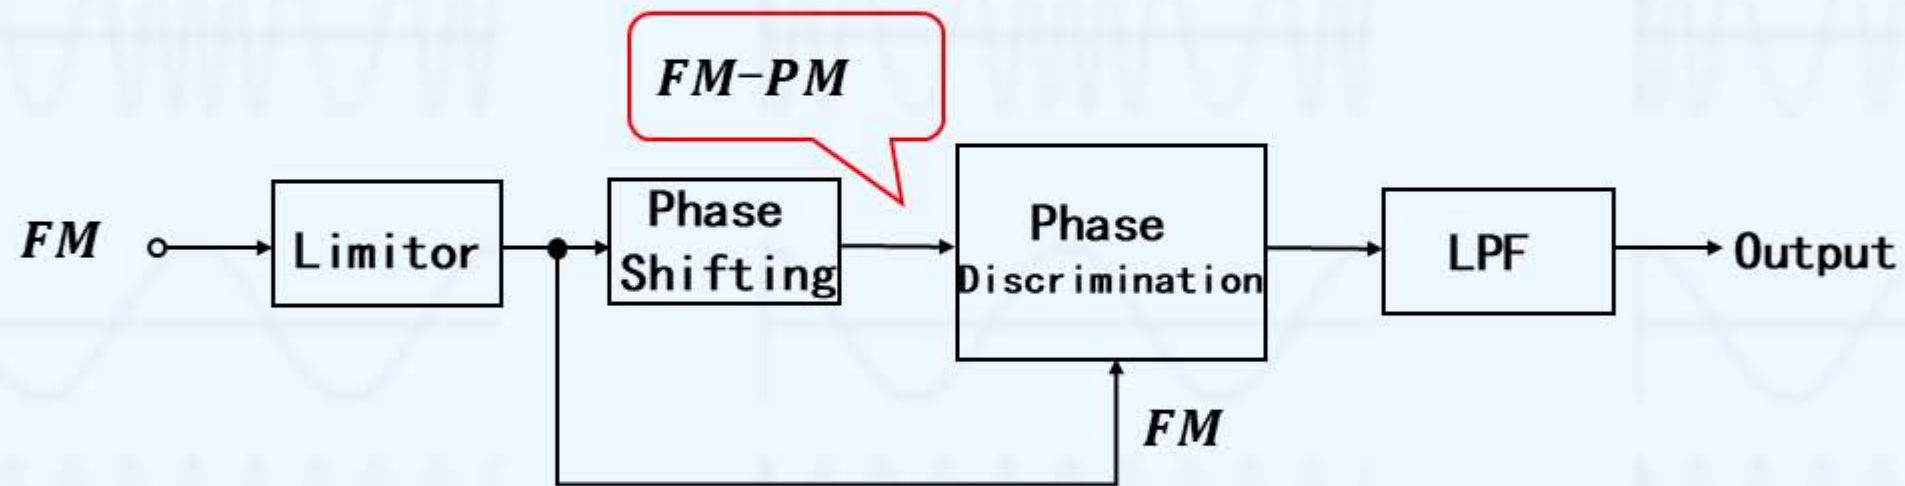 FM-PM
FM
Limitor
Phase
Shifting
Phase
Discrimination
LPF
Output
FM